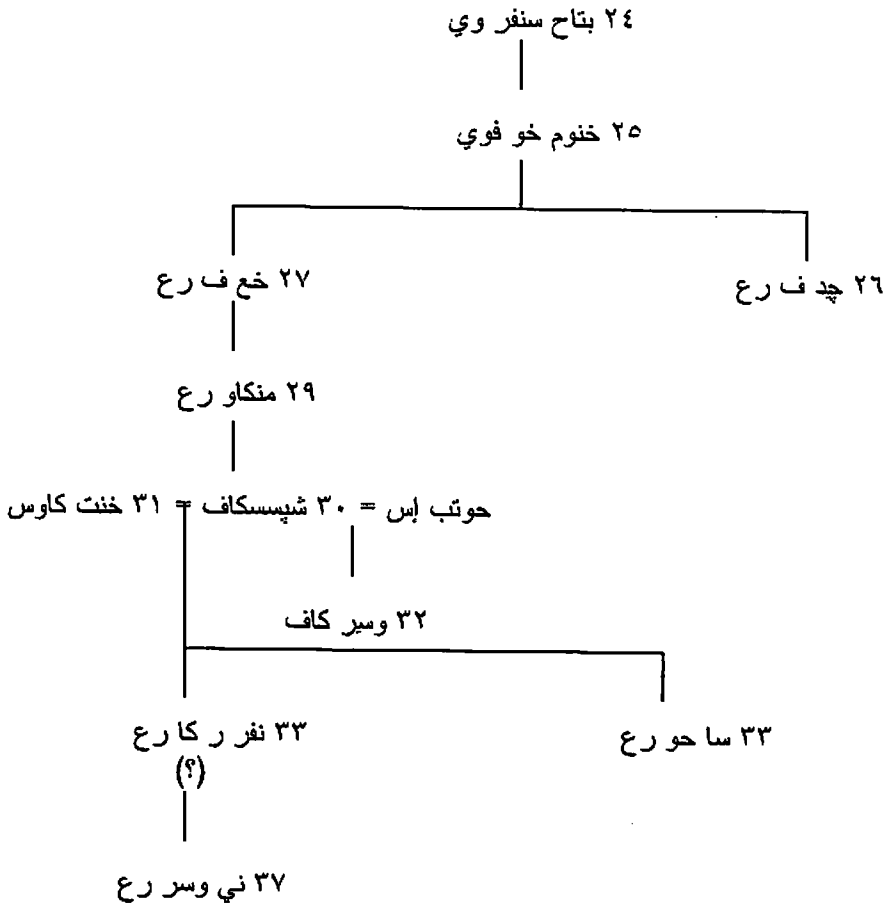 ٢٤ بتاح سنفر وي
٢٥ خنوم خو فوي
٢٦ چد ف رع
٢٧ خع ف رع
٢٩ منكاو رع
حوتب إس = ٣٠ شپسسكاف = ٣١ خنت كاوس
٣٢ وسير كاف
٣٣ سا حو رع
٣٣ نفر ر كا رع
(؟)
٣٧ ني وسر رع